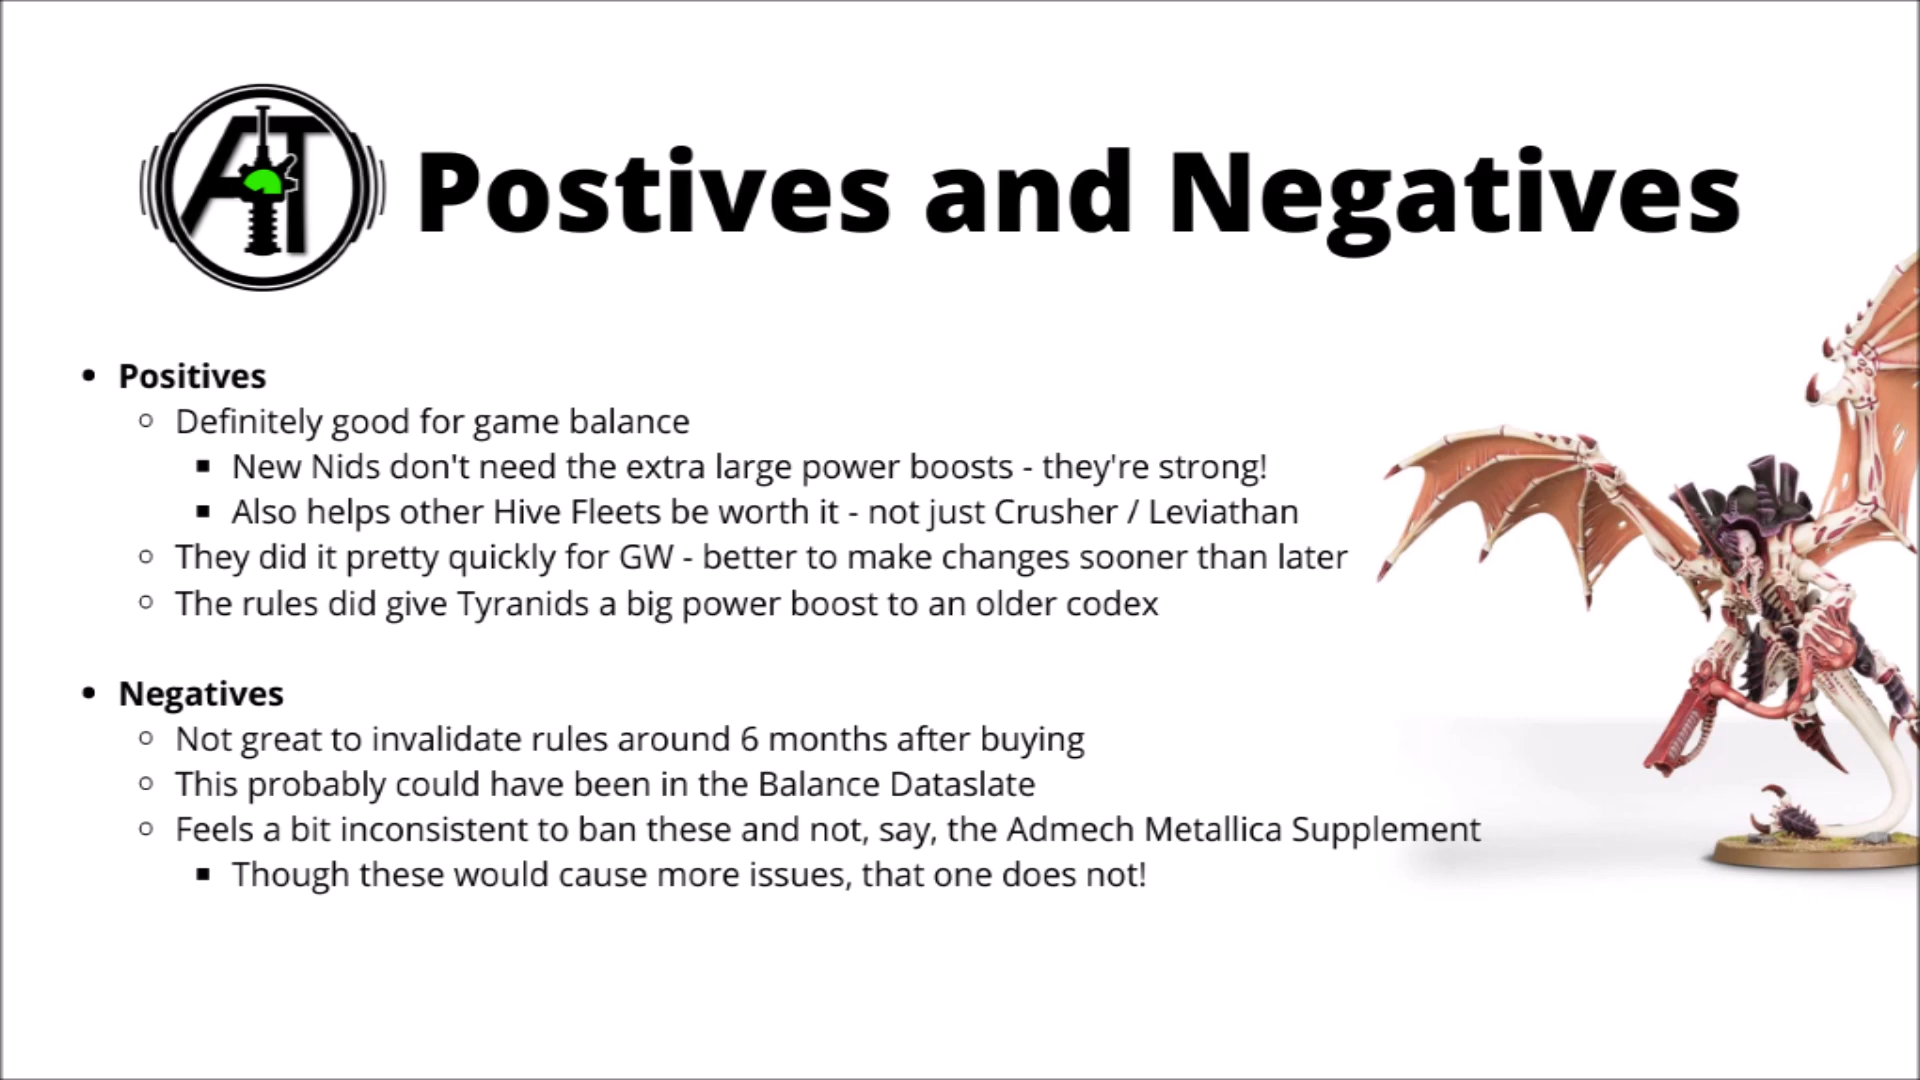 AT
Postives and Negatives
• Positives
○ Definitely good for game balance
▪ New Nids don't need the extra large power boosts - they're strong!
▪ Also helps other Hive Fleets be worth it - not just Crusher / Leviathan
○ They did it pretty quickly for GW - better to make changes sooner than later
○ The rules did give Tyranids a big power boost to an older codex
• Negatives
○ Not great to invalidate rules around 6 months after buying
○ This probably could have been in the Balance Dataslate
○ Feels a bit inconsistent to ban these and not, say, the Admech Metallica Supplement
▪ Though these would cause more issues, that one does not!